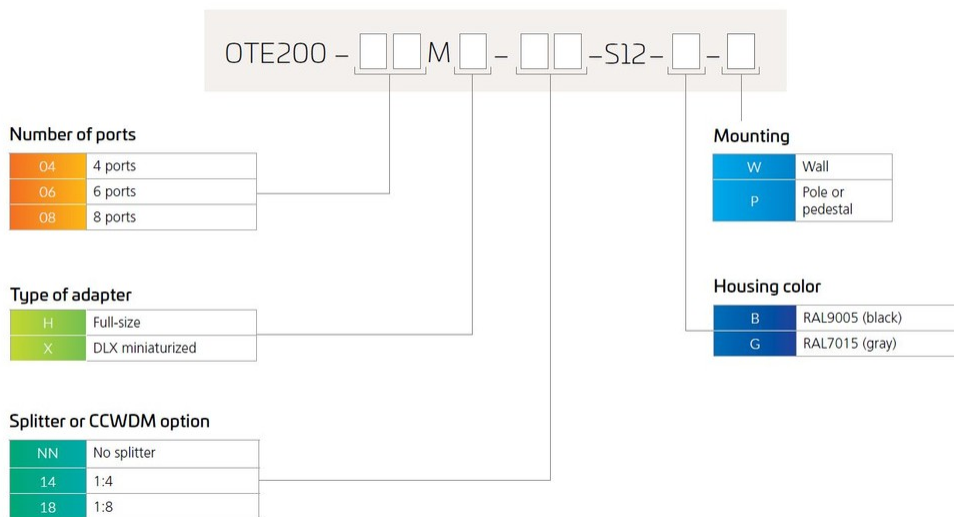 OTE200 – M – –S12– –
Number of ports
04 4 ports
06 6 ports
08 8 ports
Type of adapter
H Full-size
X DLX miniaturized
Splitter or CCWDM option
NN No splitter
14 1:4
18 1:8
Mounting
W Wall
P Pole or
pedestal
Housing color
B RAL9005 (black)
G RAL7015 (gray)